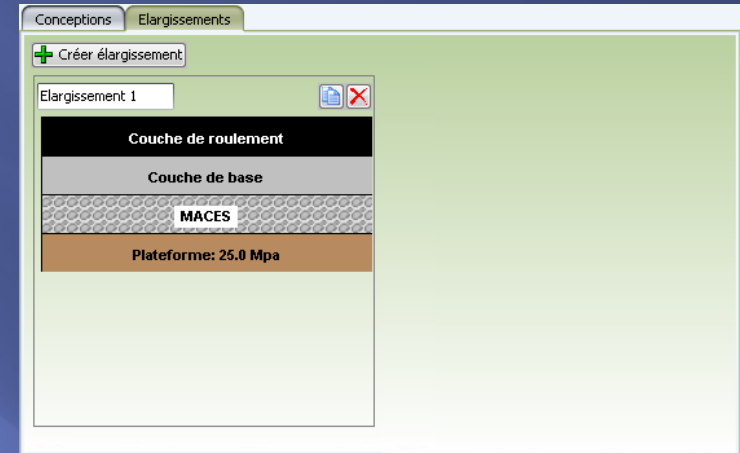 Conceptions Elargissements
Créer élargissement
Elargissement 1
Couche de roulement
Couche de base
MACES
Plateforme: 25.0 Mpa